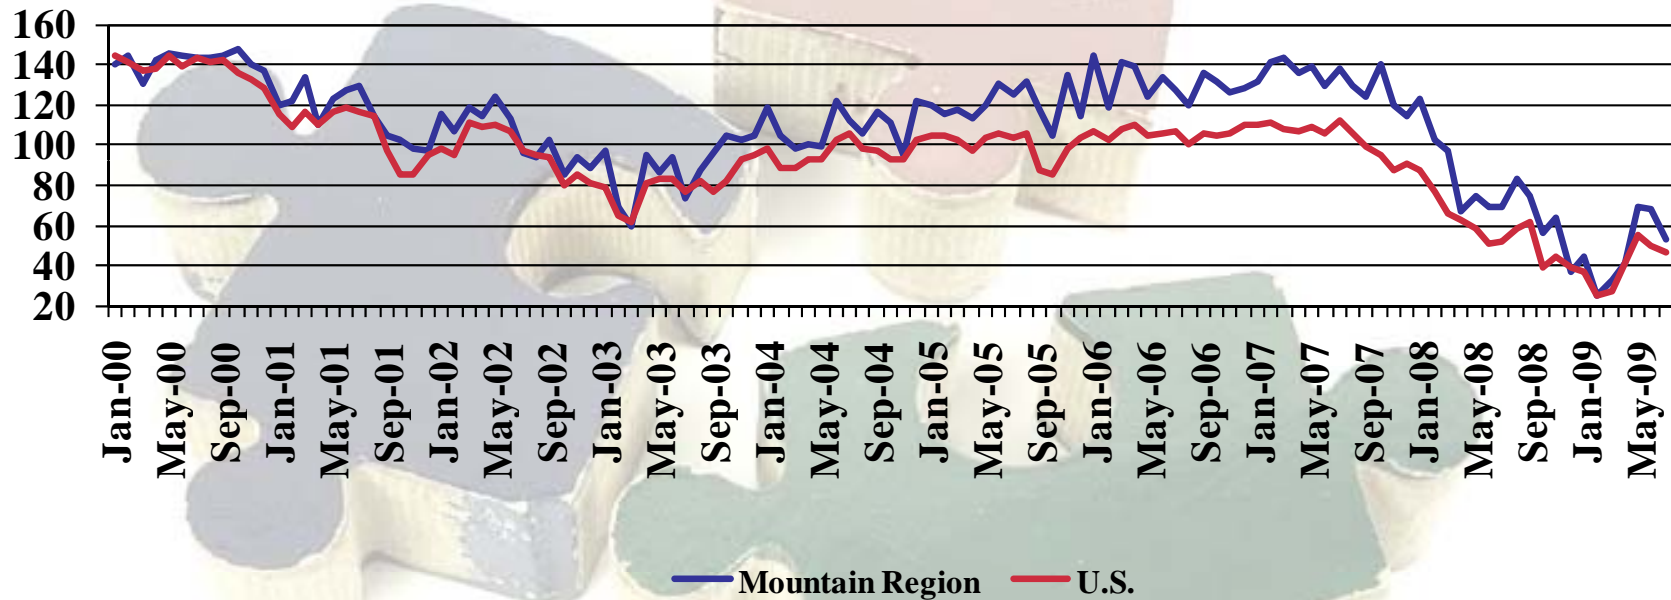 160
140
120
100
80
60
40
20
Jan-00
May-00
Sep-00
Jan-01
May-01
Sep-01
Jan-02
May-02
Sep-02
Jan-03
May-03
Sep-03
Jan-04
May-04
Sep-04
Jan-05
May-05
Sep-05
Jan-06
May-06
Sep-06
Jan-07
May-07
Sep-07
Jan-08
May-08
Sep-08
Jan-09
May-09
Mountain Region U.S.